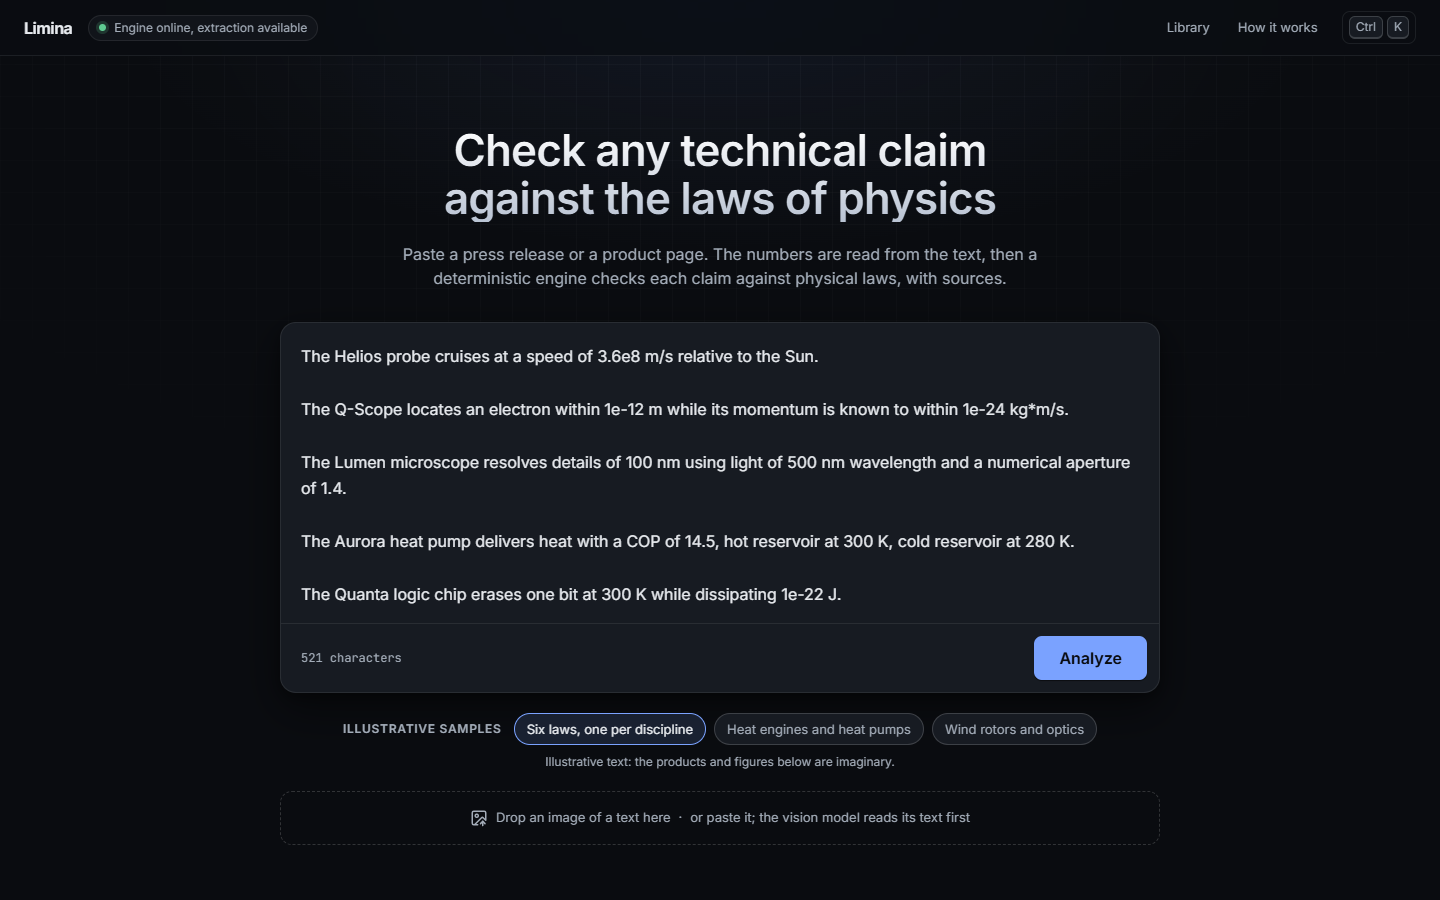 Limina
Engine online, extraction available
Library
How it works
Ctrl K
Check any technical claim
against the laws of physics
Paste a press release or a product page. The numbers are read from the text, then a
deterministic engine checks each claim against physical laws, with sources.
The Helios probe cruises at a speed of 3.6e8 m/s relative to the Sun.
The Q-Scope locates an electron within 1e-12 m while its momentum is known to within 1e-24 kg*m/s.
The Lumen microscope resolves details of 100 nm using light of 500 nm wavelength and a numerical aperture
of 1.4.
The Aurora heat pump delivers heat with a COP of 14.5, hot reservoir at 300 K, cold reservoir at 280 K.
The Quanta logic chip erases one bit at 300 K while dissipating 1e-22 J.
521 characters
Analyze
ILLUSTRATIVE SAMPLES
Six laws, one per discipline
Heat engines and heat pumps
Wind rotors and optics
Illustrative text: the products and figures below are imaginary.
Drop an image of a text here · or paste it; the vision model reads its text first